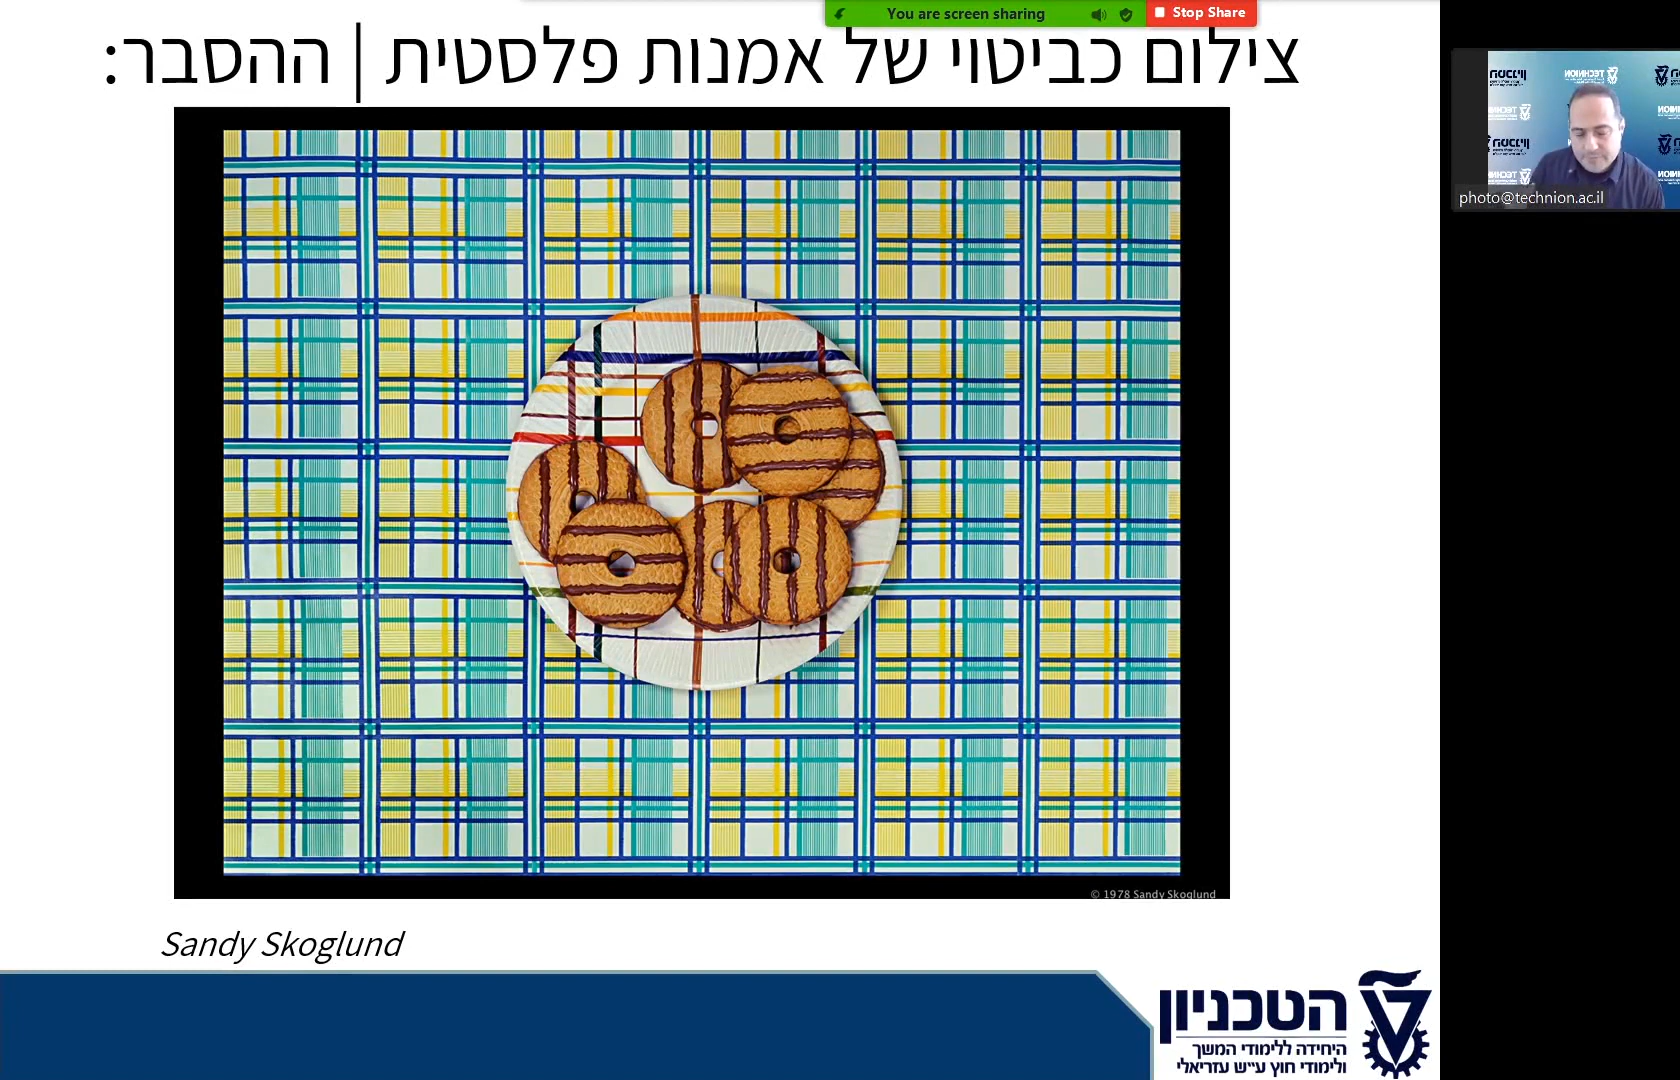 You are screen sharing
Stop Share
צילום כביטוי של אמנות פלסטית | ההסבר:
photo@technion.ac.il
© 1978 Sandy Skoglund
Sandy Skoglund
הטכניון
היחידה ללימודי המשך
ולימודי חוץ ע״יש עזריאלי